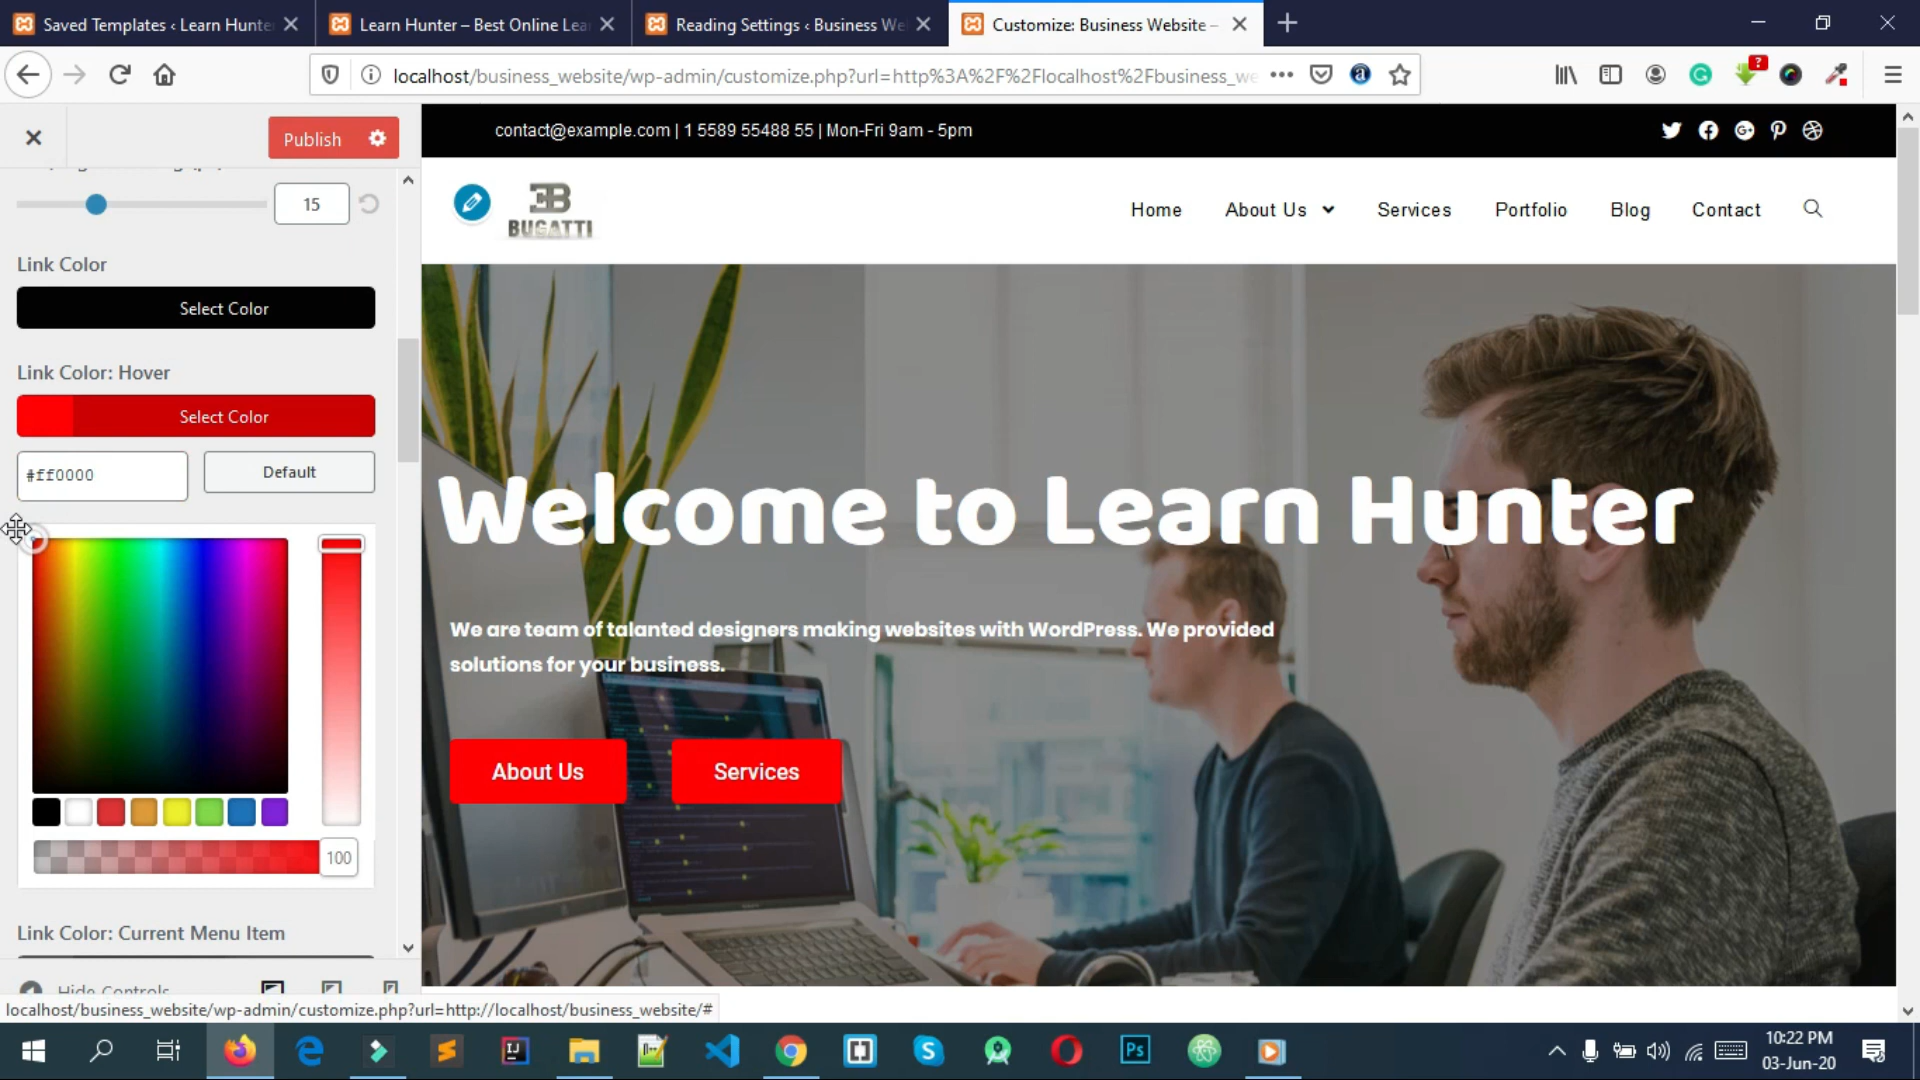 Saved Templates ‹ Learn Hunte
Learn Hunter – Best Online Lea
Reading Settings ‹ Business We
Customize: Business Website –
localhost/business_website/wp-admin/customize.php?url=http%3A%2F%2Flocalhost%2Fbusiness_we
Publish
15
Link Color
Select Color
Link Color: Hover
Select Color
#ff0000
Default
100
Link Color: Current Menu Item
Hide Controls
localhost/business_website/wp-admin/customize.php?url=http://localhost/business_website/#
contact@example.com | 1 5589 55488 55 | Mon-Fri 9am - 5pm
BUGATTI
Home
About Us
Services
Portfolio
Blog
Contact
Welcome to Learn Hunter
We are team of talanted designers making websites with WordPress. We provided
solutions for your business.
About Us
Services
10:22 PM
03-Jun-20